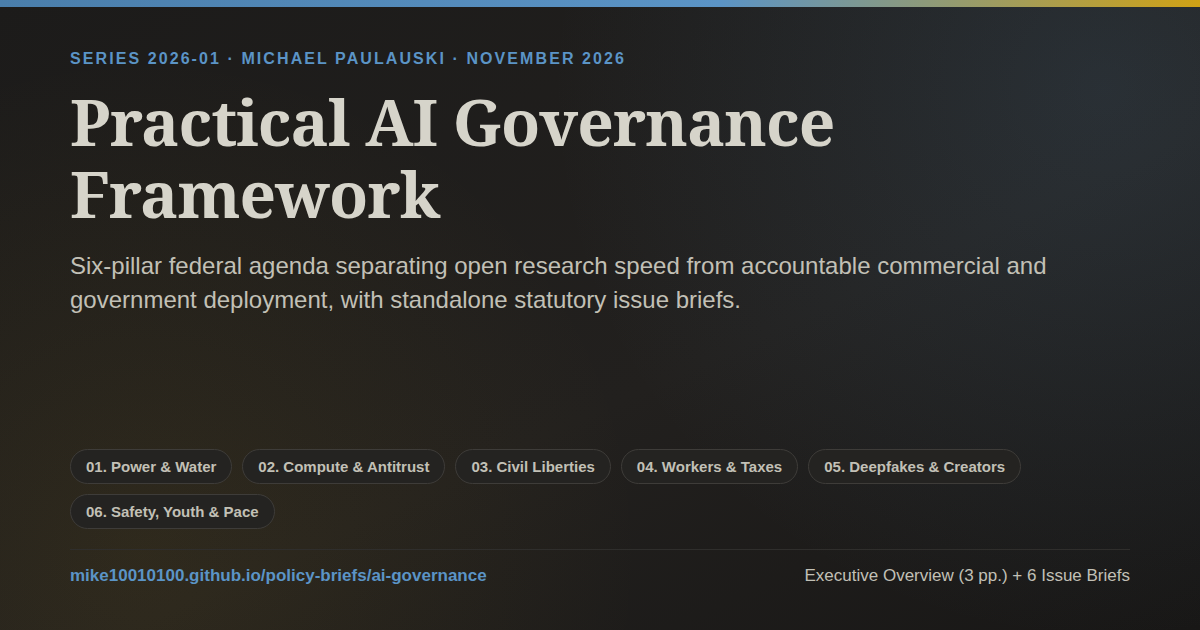 SERIES 2026-01 · MICHAEL PAULAUSKI · NOVEMBER 2026
Practical AI Governance
Framework
Six-pillar federal agenda separating open research speed from accountable commercial and
government deployment, with standalone statutory issue briefs.
01. Power & Water
02. Compute & Antitrust
03. Civil Liberties
04. Workers & Taxes
05. Deepfakes & Creators
06. Safety, Youth & Pace
mike10010100.github.io/policy-briefs/ai-governance
Executive Overview (3 pp.) + 6 Issue Briefs